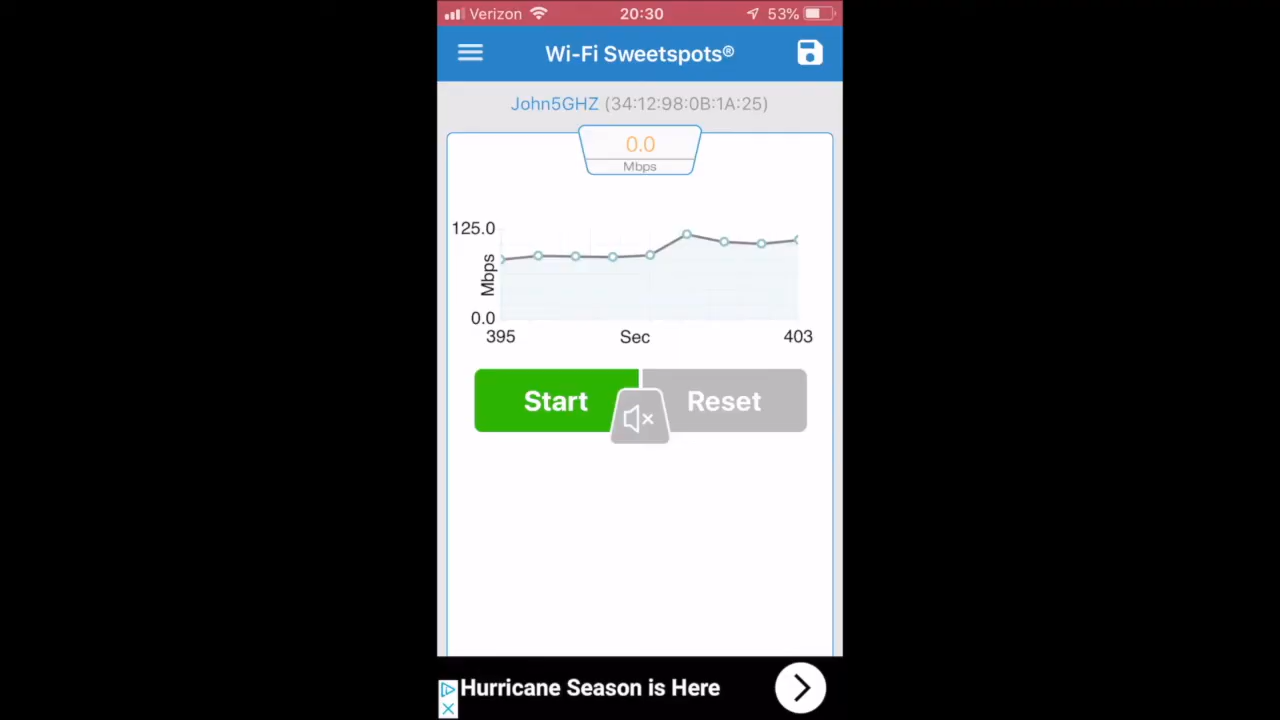 Verizon 20:30 53%
Wi-Fi Sweetspots®
John5GHZ (34:12:98:0B:1A:25)
0.0
Mbps
125.0
Mbps
0.0
395 Sec 403
Start Reset
Hurricane Season is Here